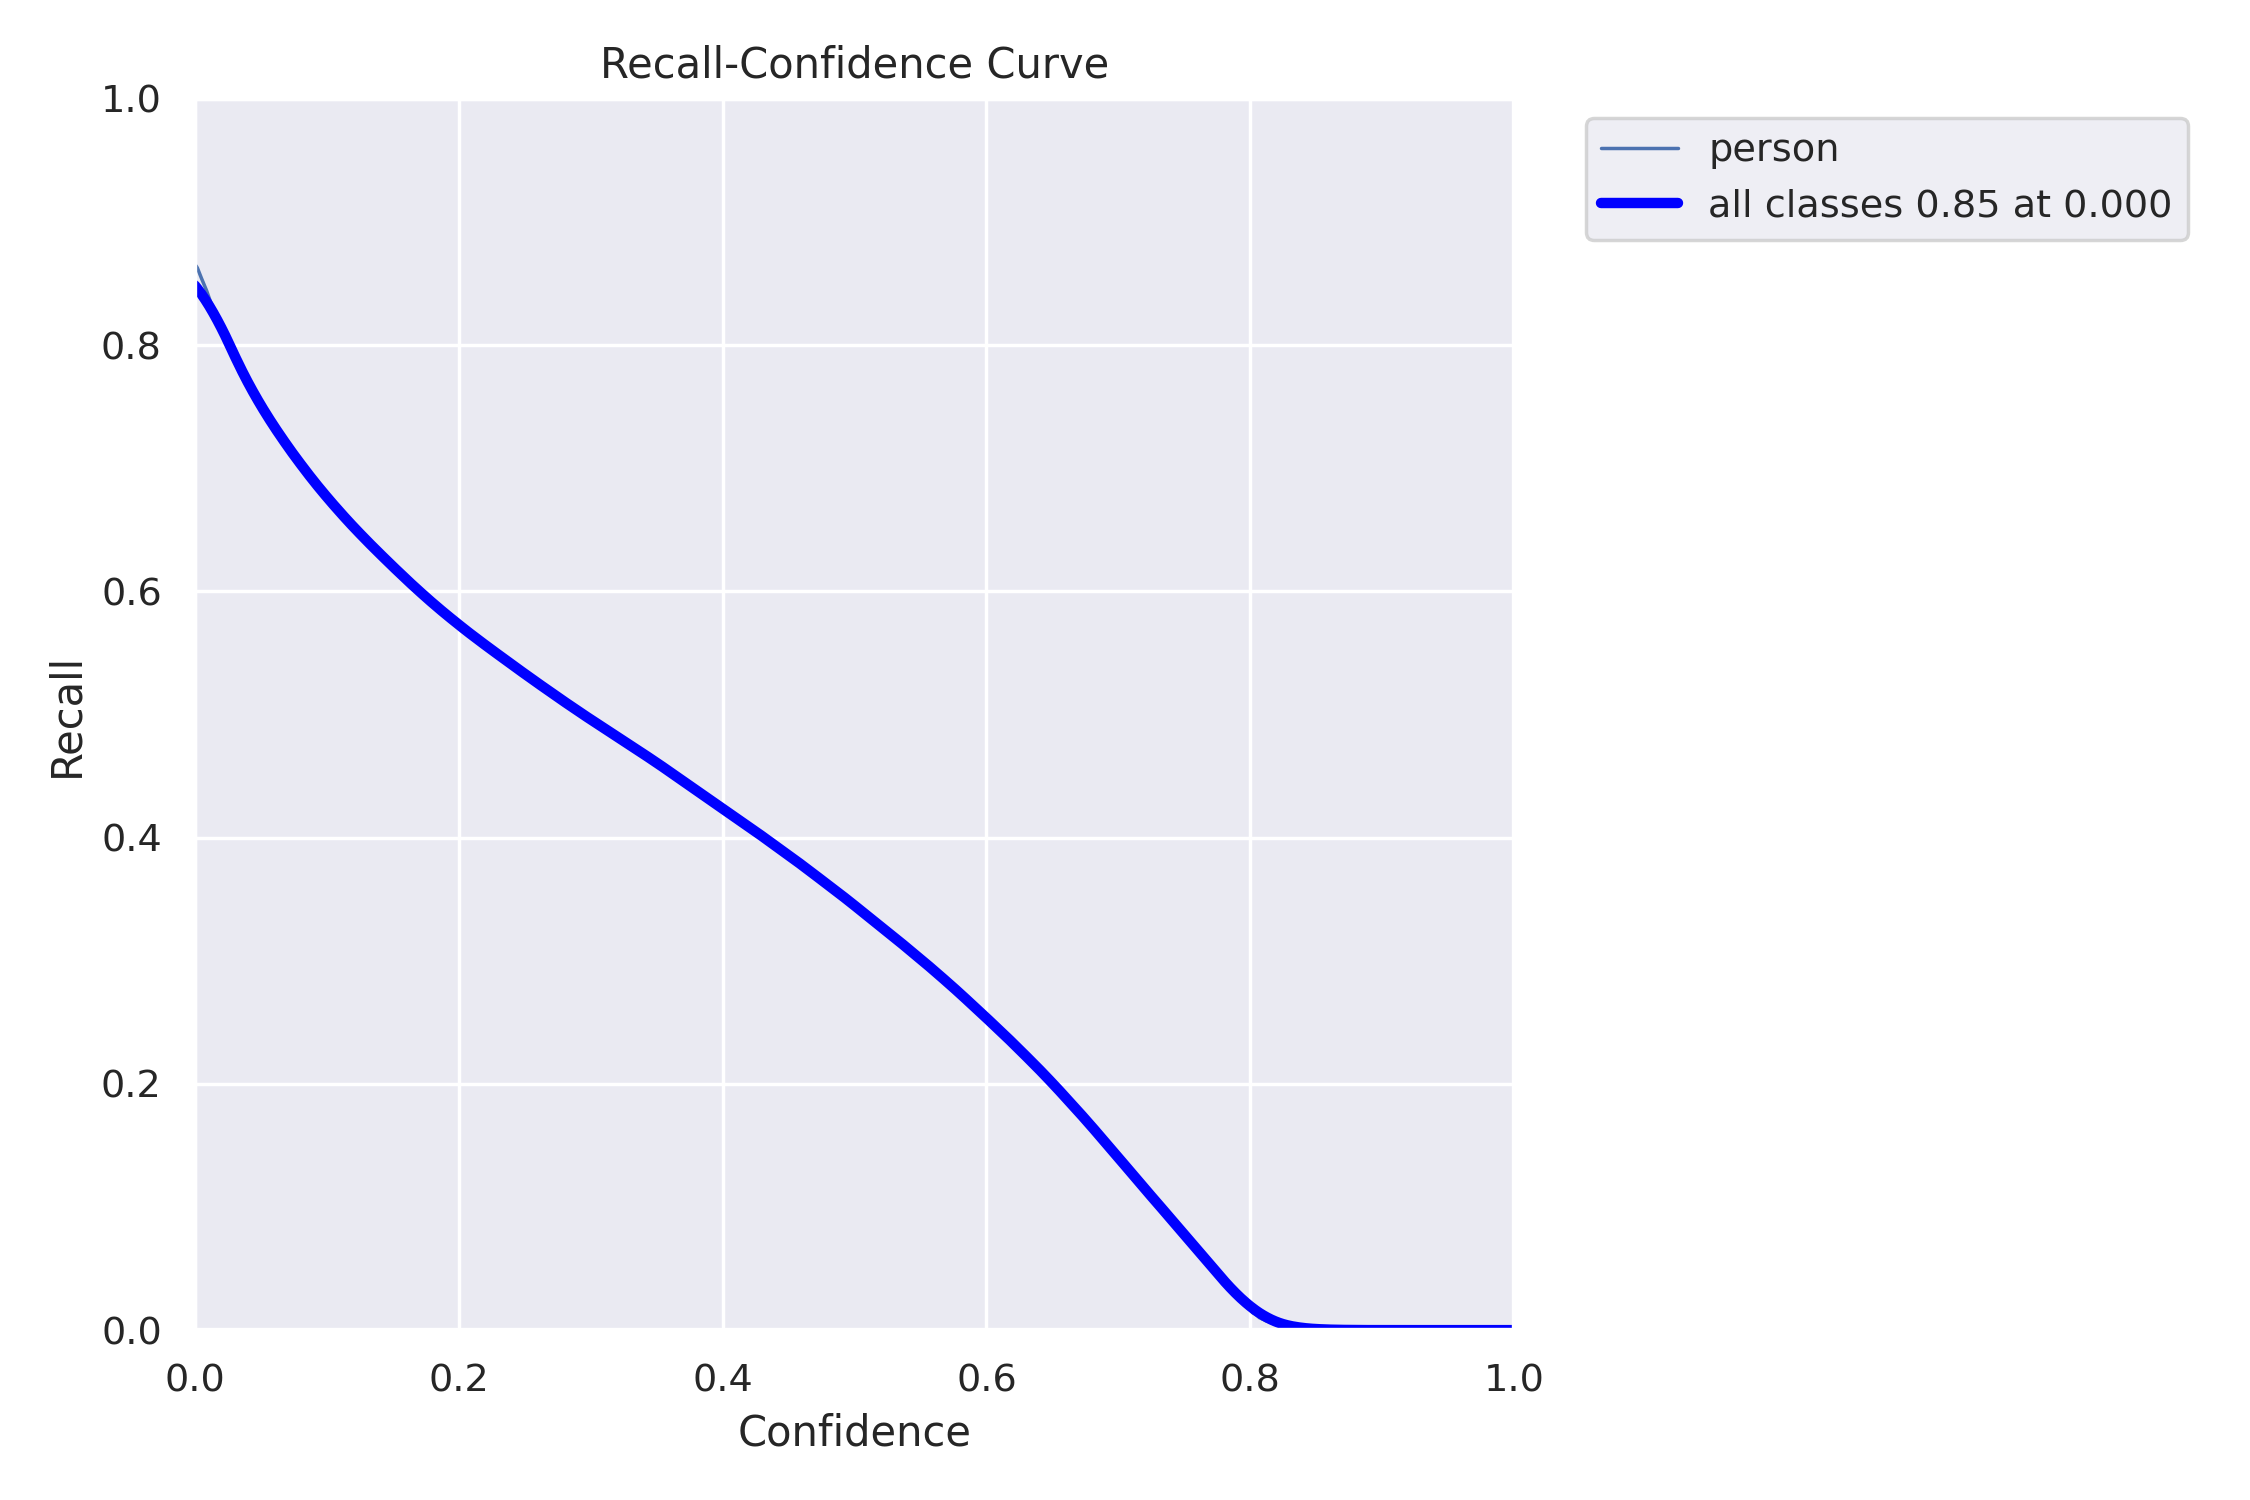 Recall-Confidence Curve
1.0
0.8
0.6
0.4
0.2
0.0
Recall
0.0 0.2 0.4 0.6 0.8 1.0
Confidence
person
all classes 0.85 at 0.000